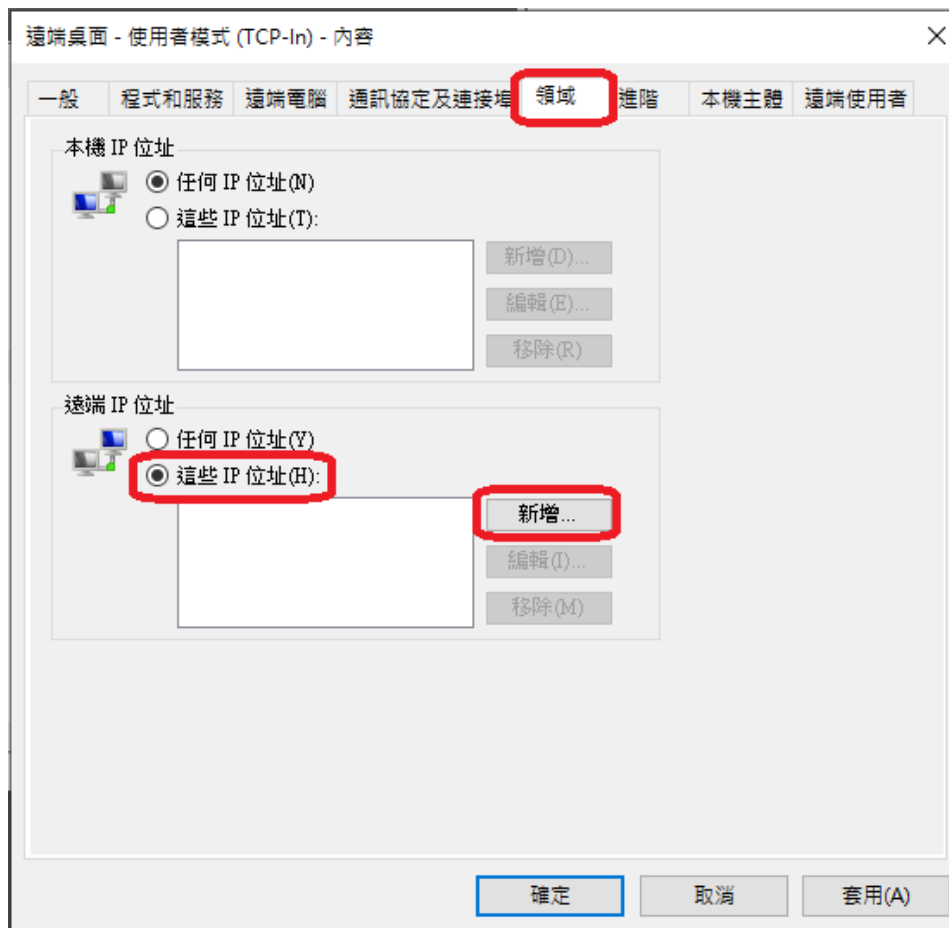 遠端桌面 - 使用者模式 (TCP-In) - 內容
一般 程式和服務 遠端電腦 通訊協定及連接埠 領域 進階 本機主體 遠端使用者
本機 IP 位址
任何 IP 位址(N)
這些 IP 位址(T):
新增(D)...
編輯(E)...
移除(R)
遠端 IP 位址
任何 IP 位址(Y)
這些 IP 位址(H):
新增...
編輯(I)...
移除(M)
確定 取消 套用(A)